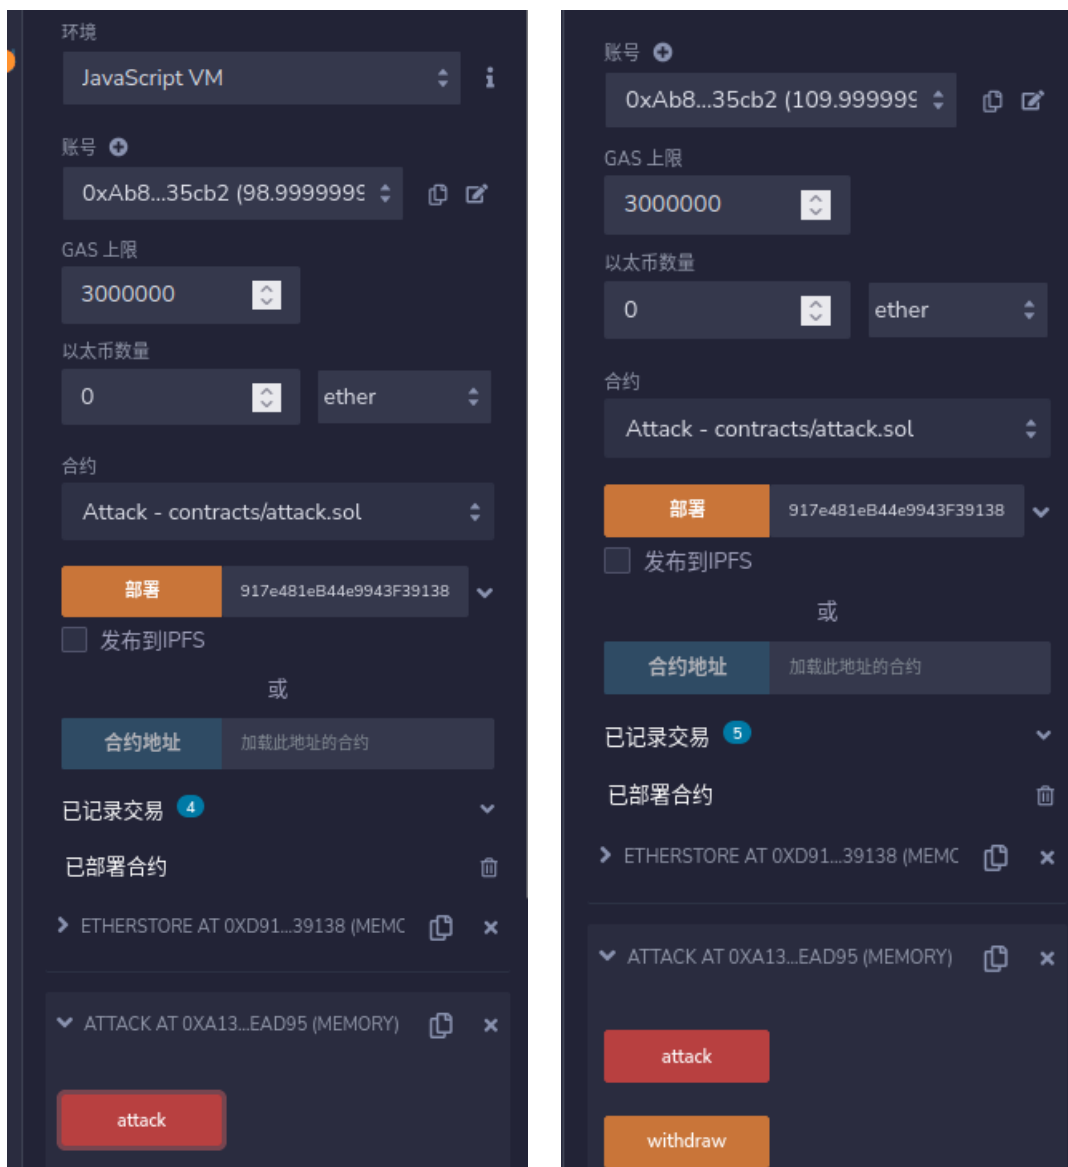 环境
JavaScript VM
账号
0xAb8...35cb2 (98.9999999
GAS 上限
3000000
以太币数量
0
ether
合约
Attack - contracts/attack.sol
部署
917e481eB44e9943F39138
发布到IPFS
或
合约地址
加载此地址的合约
已记录交易 4
已部署合约
ETHERSTORE AT 0XD91...39138 (MEMC
ATTACK AT 0XA13...EAD95 (MEMORY)
attack
账号
0xAb8...35cb2 (109.999999
GAS 上限
3000000
以太币数量
0
ether
合约
Attack - contracts/attack.sol
部署
917e481eB44e9943F39138
发布到IPFS
或
合约地址
加载此地址的合约
已记录交易 5
已部署合约
ETHERSTORE AT 0XD91...39138 (MEMC
ATTACK AT 0XA13...EAD95 (MEMORY)
attack
withdraw